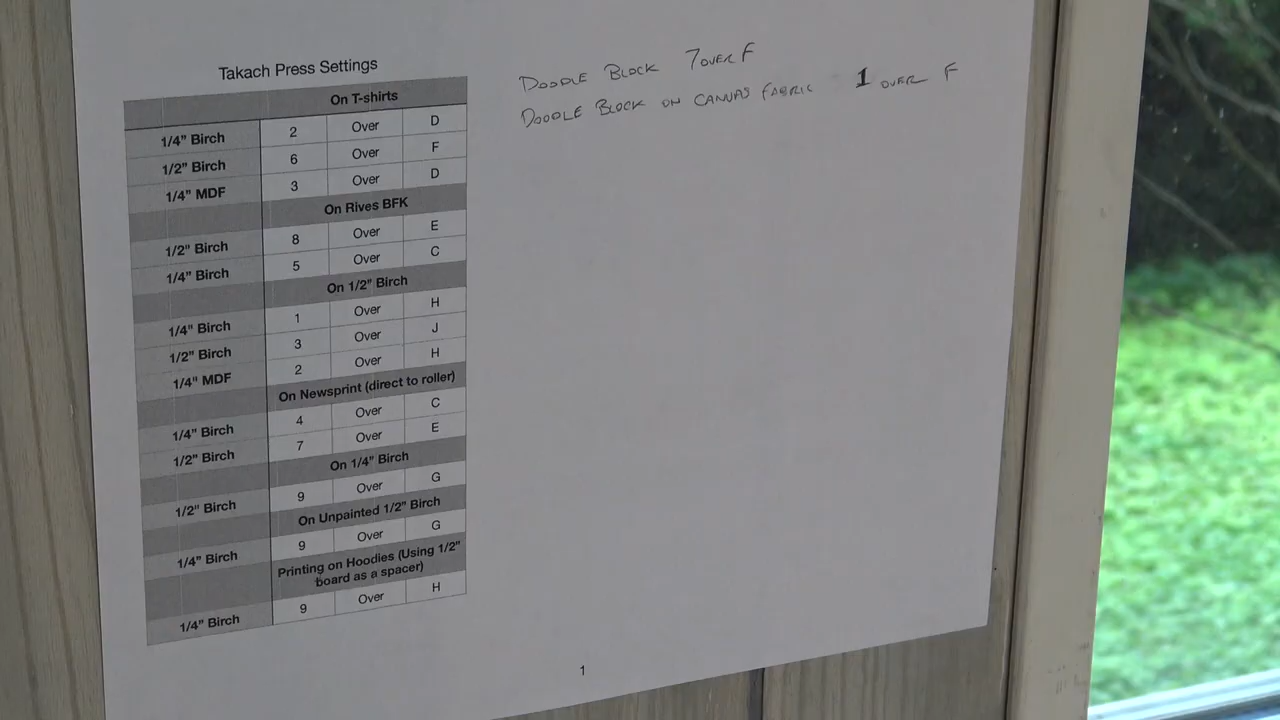 Takach Press Settings
On T-shirts
1/4" Birch 2 Over D
1/2" Birch 6 Over F
1/4" MDF 3 Over D
On Rives BFK
1/2" Birch 8 Over E
1/4" Birch 5 Over C
On 1/2" Birch
1/4" Birch 1 Over H
1/2" Birch 3 Over J
1/4" MDF 2 Over H
On Newsprint (direct to roller)
1/4" Birch 4 Over C
1/2" Birch 7 Over E
On 1/4" Birch
1/2" Birch 9 Over G
On Unpainted 1/2" Birch
1/4" Birch 9 Over G
Printing on Hoodies (Using 1/2"
board as a spacer)
1/4" Birch 9 Over H
DOODLE BLOCK 7 OVER F
DOODLE BLOCK ON CANVAS FABRIC 1 OVER F
1